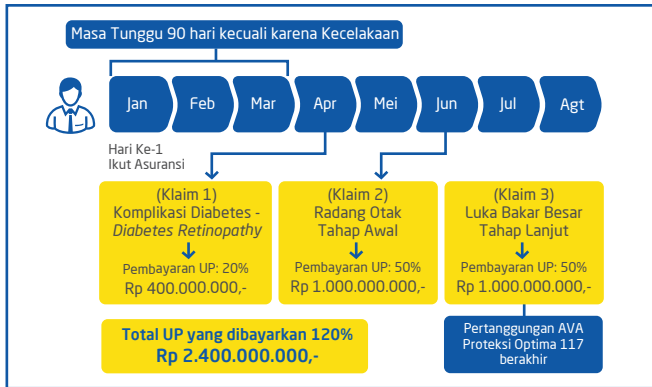 Masa Tunggu 90 hari kecuali karena Kecelakaan
Jan
Feb
Mar
Apr
Mei
Jun
Jul
Agt
Hari Ke-1
Ikut Asuransi
(Klaim 1)
Komplikasi Diabetes -
Diabetes Retinopathy
Pembayaran UP: 20%
Rp 400.000.000,-
(Klaim 2)
Radang Otak
Tahap Awal
Pembayaran UP: 50%
Rp 1.000.000.000,-
(Klaim 3)
Luka Bakar Besar
Tahap Lanjut
Pembayaran UP: 50%
Rp 1.000.000.000,-
Total UP yang dibayarkan 120%
Rp 2.400.000.000,-
Pertanggungan AVA
Proteksi Optima 117
berakhir